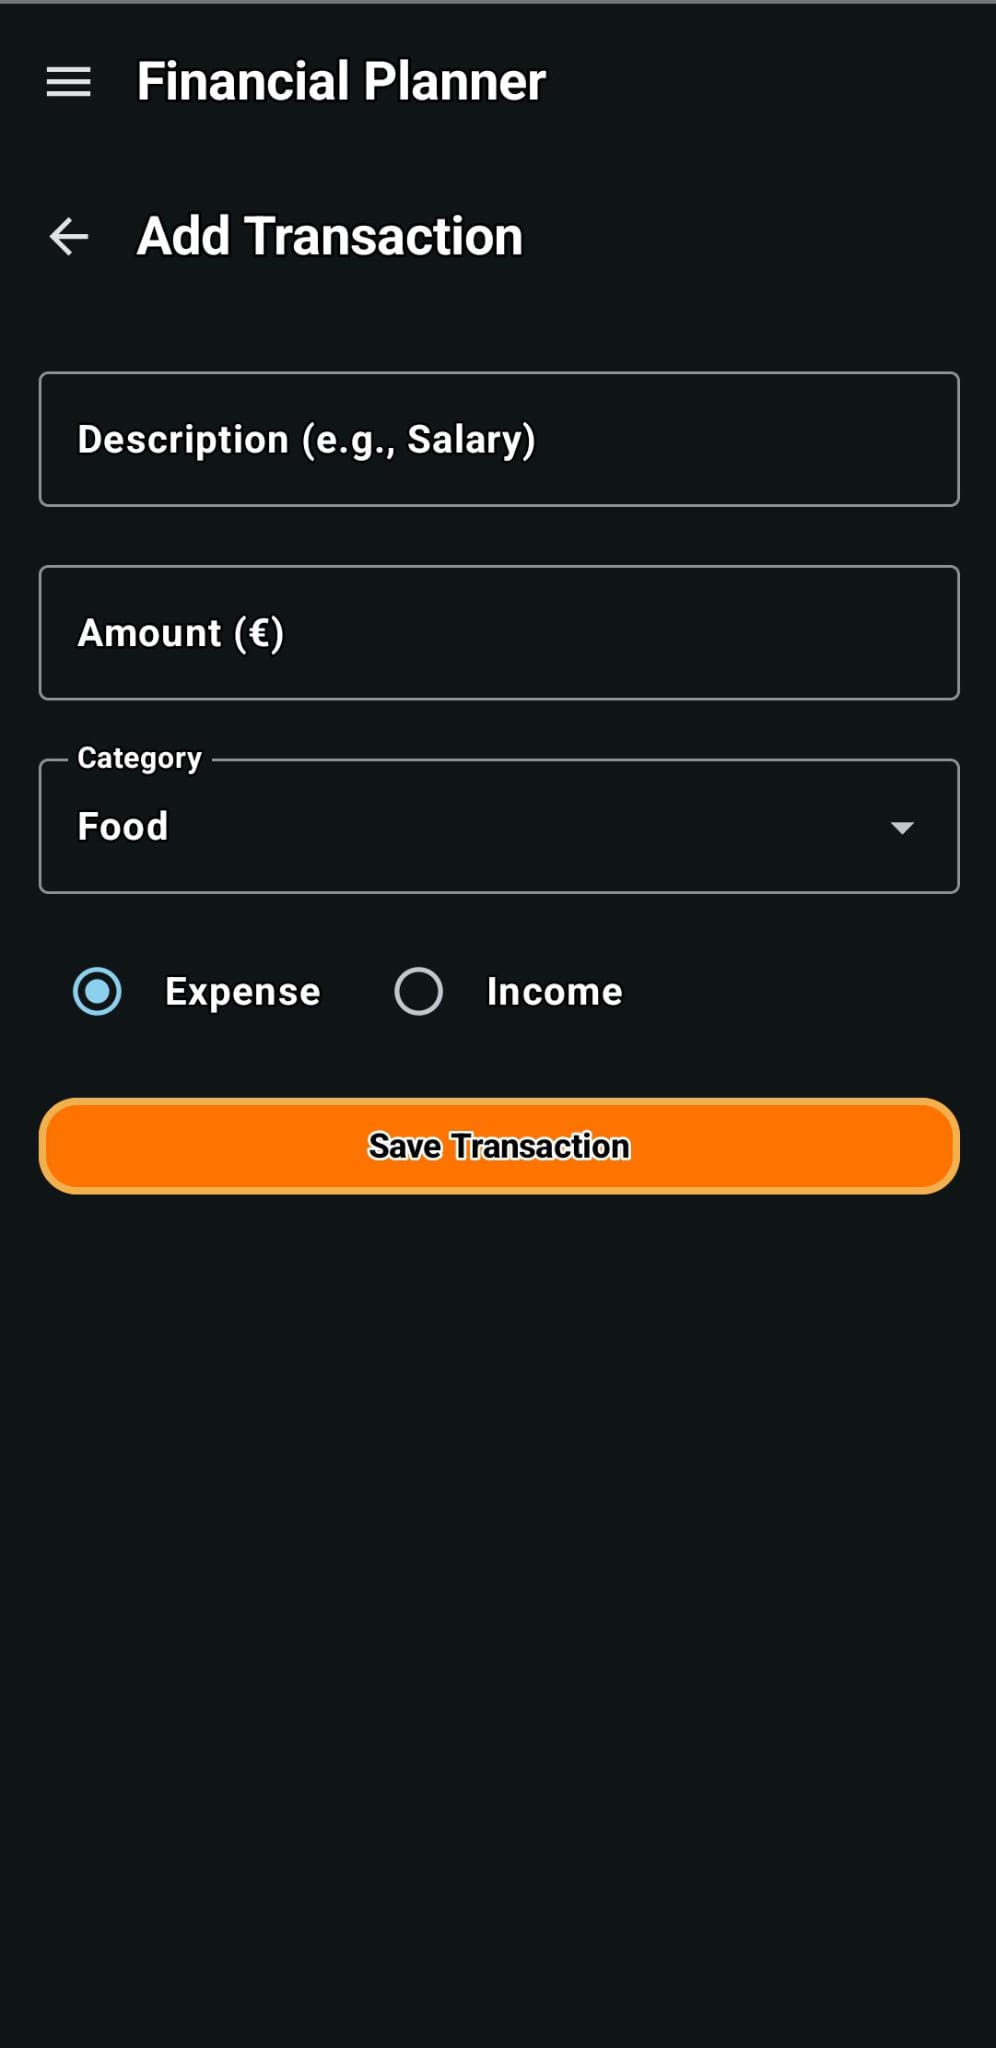 Financial Planner
Add Transaction
Description (e.g., Salary)
Amount (€)
Category
Food
Expense Income
Save Transaction